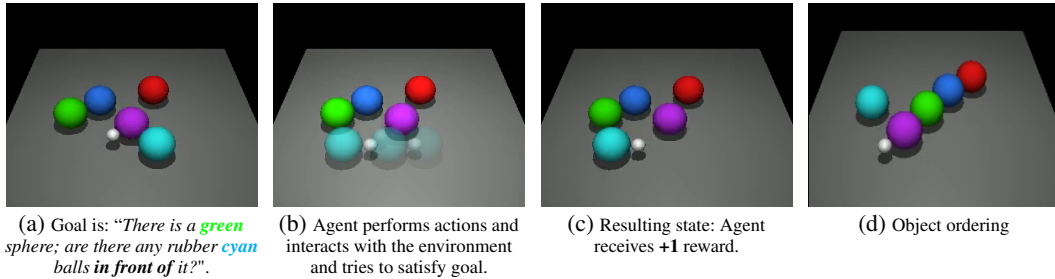 (a) Goal is: “There is a green
sphere; are there any rubber cyan
balls in front of it?".
(b) Agent performs actions and
interacts with the environment
and tries to satisfy goal.
(c) Resulting state: Agent
receives +1 reward.
(d) Object ordering